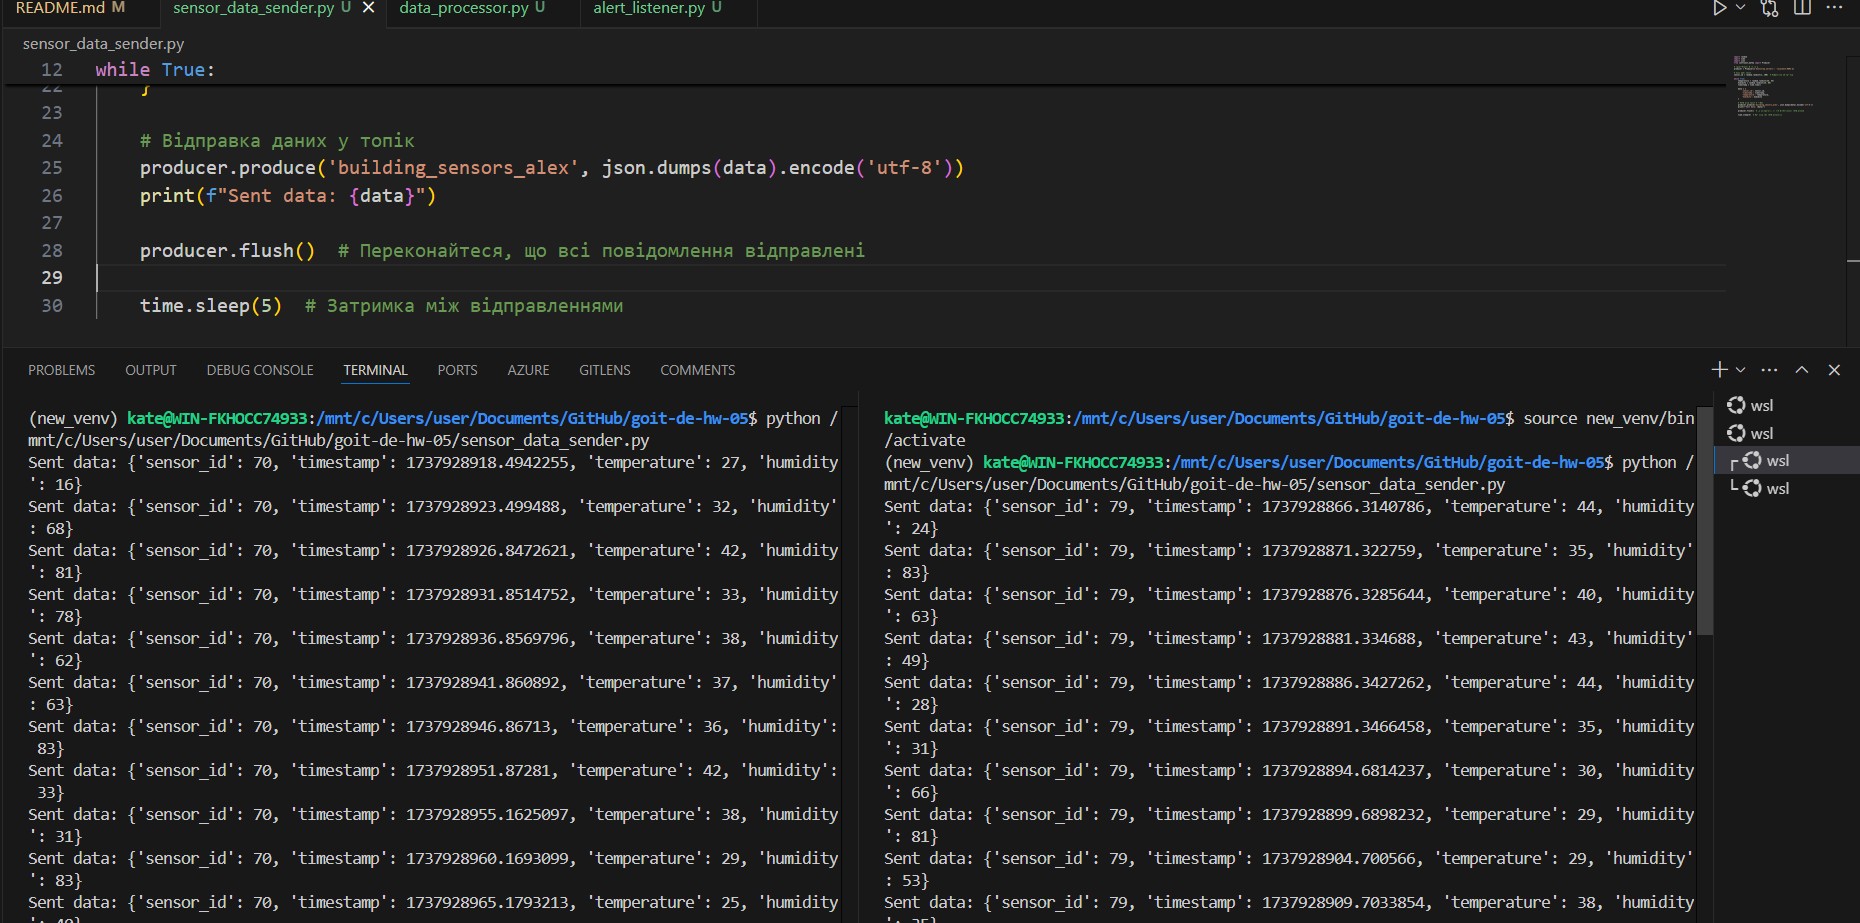 README.md M
sensor_data_sender.py U
data_processor.py U
alert_listener.py U
sensor_data_sender.py
12 while True:
22 }
23
24 # Відправка даних у топік
25 producer.produce('building_sensors_alex', json.dumps(data).encode('utf-8'))
26 print(f"Sent data: {data}")
27
28 producer.flush()  # Переконайтеся, що всі повідомлення відправлені
29
30 time.sleep(5)  # Затримка між відправленнями
PROBLEMS OUTPUT DEBUG CONSOLE TERMINAL PORTS AZURE GITLENS COMMENTS
(new_venv) kate@WIN-FKHOCC74933:/mnt/c/Users/user/Documents/GitHub/goit-de-hw-05$ python /
mnt/c/Users/user/Documents/GitHub/goit-de-hw-05/sensor_data_sender.py
Sent data: {'sensor_id': 70, 'timestamp': 1737928918.4942255, 'temperature': 27, 'humidity
': 16}
Sent data: {'sensor_id': 70, 'timestamp': 1737928923.499488, 'temperature': 32, 'humidity'
: 68}
Sent data: {'sensor_id': 70, 'timestamp': 1737928926.8472621, 'temperature': 42, 'humidity
': 81}
Sent data: {'sensor_id': 70, 'timestamp': 1737928931.8514752, 'temperature': 33, 'humidity
': 78}
Sent data: {'sensor_id': 70, 'timestamp': 1737928936.8569796, 'temperature': 38, 'humidity
': 62}
Sent data: {'sensor_id': 70, 'timestamp': 1737928941.860892, 'temperature': 37, 'humidity'
: 63}
Sent data: {'sensor_id': 70, 'timestamp': 1737928946.86713, 'temperature': 36, 'humidity':
83}
Sent data: {'sensor_id': 70, 'timestamp': 1737928951.87281, 'temperature': 42, 'humidity':
33}
Sent data: {'sensor_id': 70, 'timestamp': 1737928955.1625097, 'temperature': 38, 'humidity
': 31}
Sent data: {'sensor_id': 70, 'timestamp': 1737928960.1693099, 'temperature': 29, 'humidity
': 83}
Sent data: {'sensor_id': 70, 'timestamp': 1737928965.1793213, 'temperature': 25, 'humidity
kate@WIN-FKHOCC74933:/mnt/c/Users/user/Documents/GitHub/goit-de-hw-05$ source new_venv/bin
/activate
(new_venv) kate@WIN-FKHOCC74933:/mnt/c/Users/user/Documents/GitHub/goit-de-hw-05$ python /
mnt/c/Users/user/Documents/GitHub/goit-de-hw-05/sensor_data_sender.py
Sent data: {'sensor_id': 79, 'timestamp': 1737928866.3140786, 'temperature': 44, 'humidity
': 24}
Sent data: {'sensor_id': 79, 'timestamp': 1737928871.322759, 'temperature': 35, 'humidity'
: 83}
Sent data: {'sensor_id': 79, 'timestamp': 1737928876.3285644, 'temperature': 40, 'humidity
': 63}
Sent data: {'sensor_id': 79, 'timestamp': 1737928881.334688, 'temperature': 43, 'humidity'
: 49}
Sent data: {'sensor_id': 79, 'timestamp': 1737928886.3427262, 'temperature': 44, 'humidity
': 28}
Sent data: {'sensor_id': 79, 'timestamp': 1737928891.3466458, 'temperature': 35, 'humidity
': 31}
Sent data: {'sensor_id': 79, 'timestamp': 1737928894.6814237, 'temperature': 30, 'humidity
': 66}
Sent data: {'sensor_id': 79, 'timestamp': 1737928899.6898232, 'temperature': 29, 'humidity
': 81}
Sent data: {'sensor_id': 79, 'timestamp': 1737928904.700566, 'temperature': 29, 'humidity'
: 53}
Sent data: {'sensor_id': 79, 'timestamp': 1737928909.7033854, 'temperature': 38, 'humidity
wsl
wsl
wsl
wsl